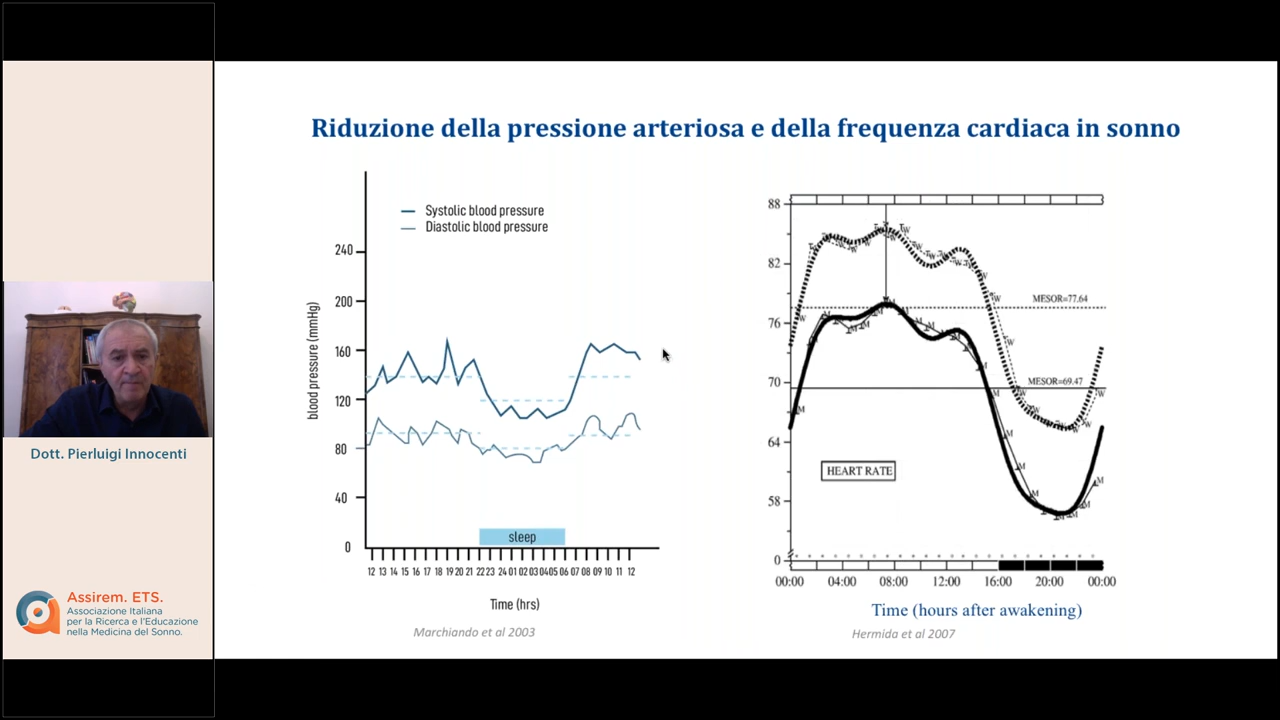 Riduzione della pressione arteriosa e della frequenza cardiaca in sonno
Dott. Pierluigi Innocenti
Assirem. ETS.
Associazione Italiana
per la Ricerca e l'Educazione
nella Medicina del Sonno.
Systolic blood pressure
Diastolic blood pressure
blood pressure (mmHg)
240
200
160
120
80
40
0
sleep
12 13 14 15 16 17 18 19 20 21 22 23 24 01 02 03 04 05 06 07 08 09 10 11 12
Time (hrs)
Marchiando et al 2003
88
82
76
70
64
58
0
MESOR=77.64
MESOR=69.47
HEART RATE
00:00 04:00 08:00 12:00 16:00 20:00 00:00
Time (hours after awakening)
Hermida et al 2007